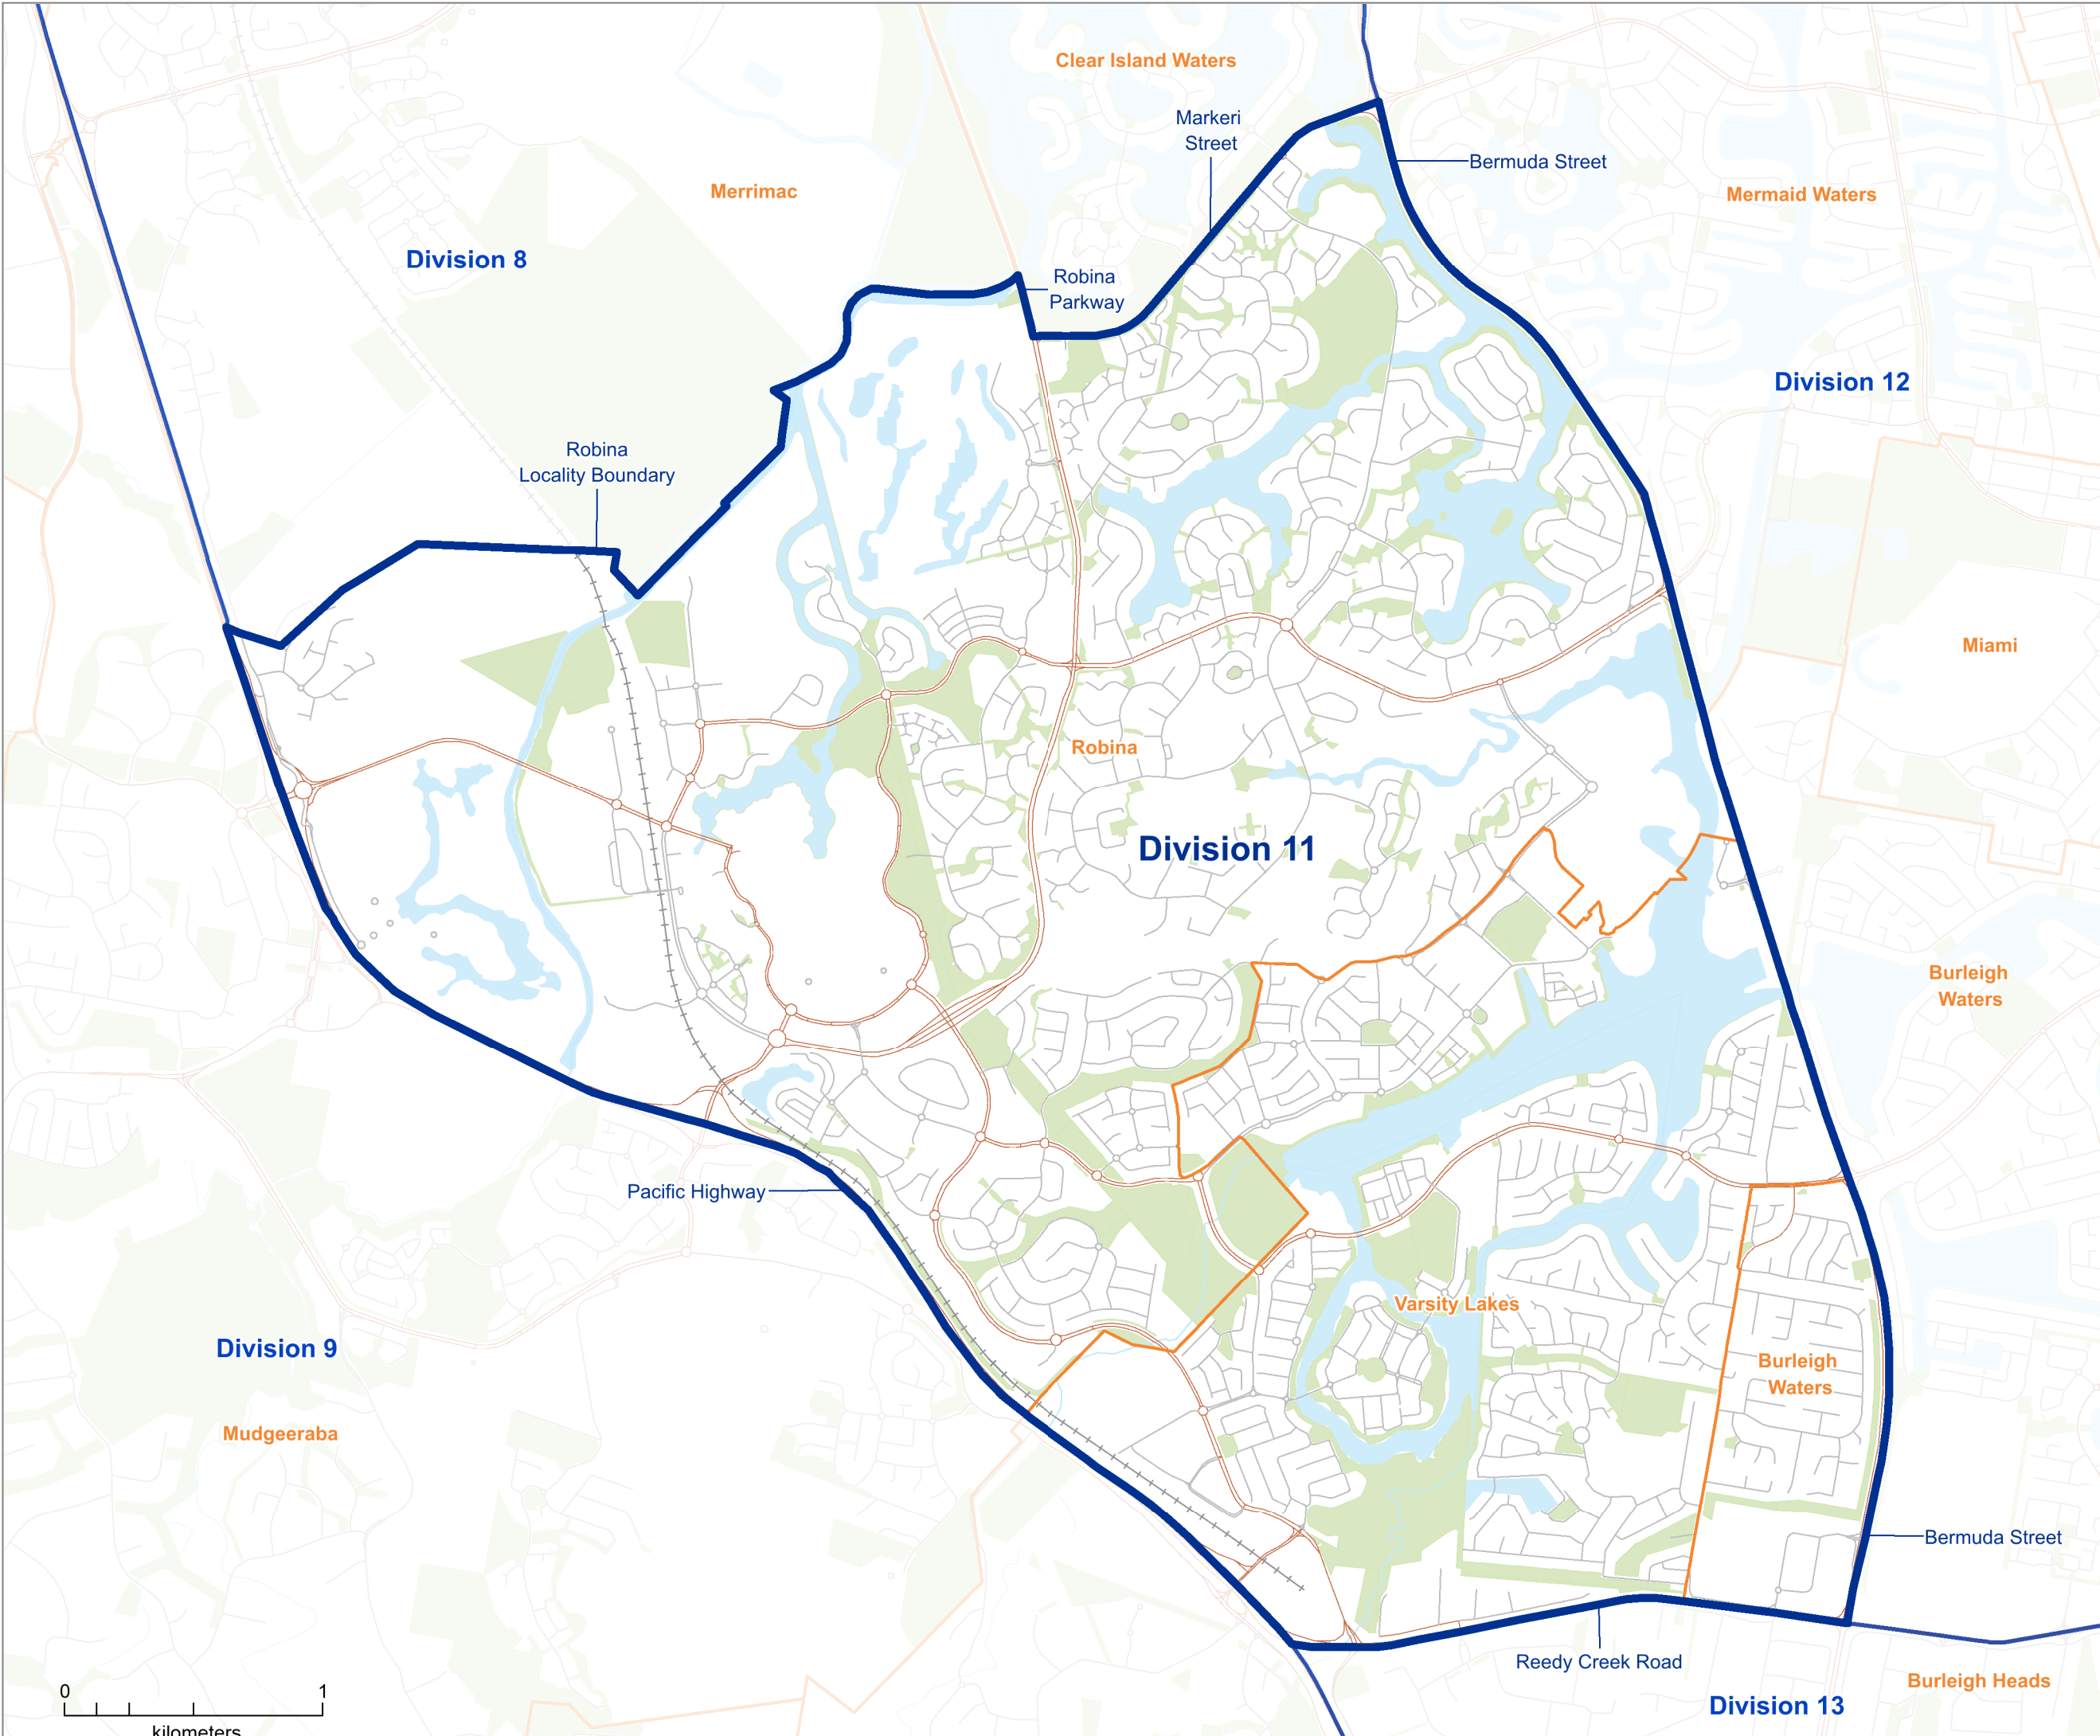 Clear Island Waters
Markeri
Street
Bermuda Street
Merrimac
Mermaid Waters
Division 8
Robina
Parkway
Division 12
Robina
Locality Boundary
Miami
Robina
Division 11
Burleigh
Waters
Pacific Highway
Varsity Lakes
Division 9
Burleigh
Waters
Mudgeeraba
Bermuda Street
Reedy Creek Road
Burleigh Heads
0 1
Division 13
kilometers